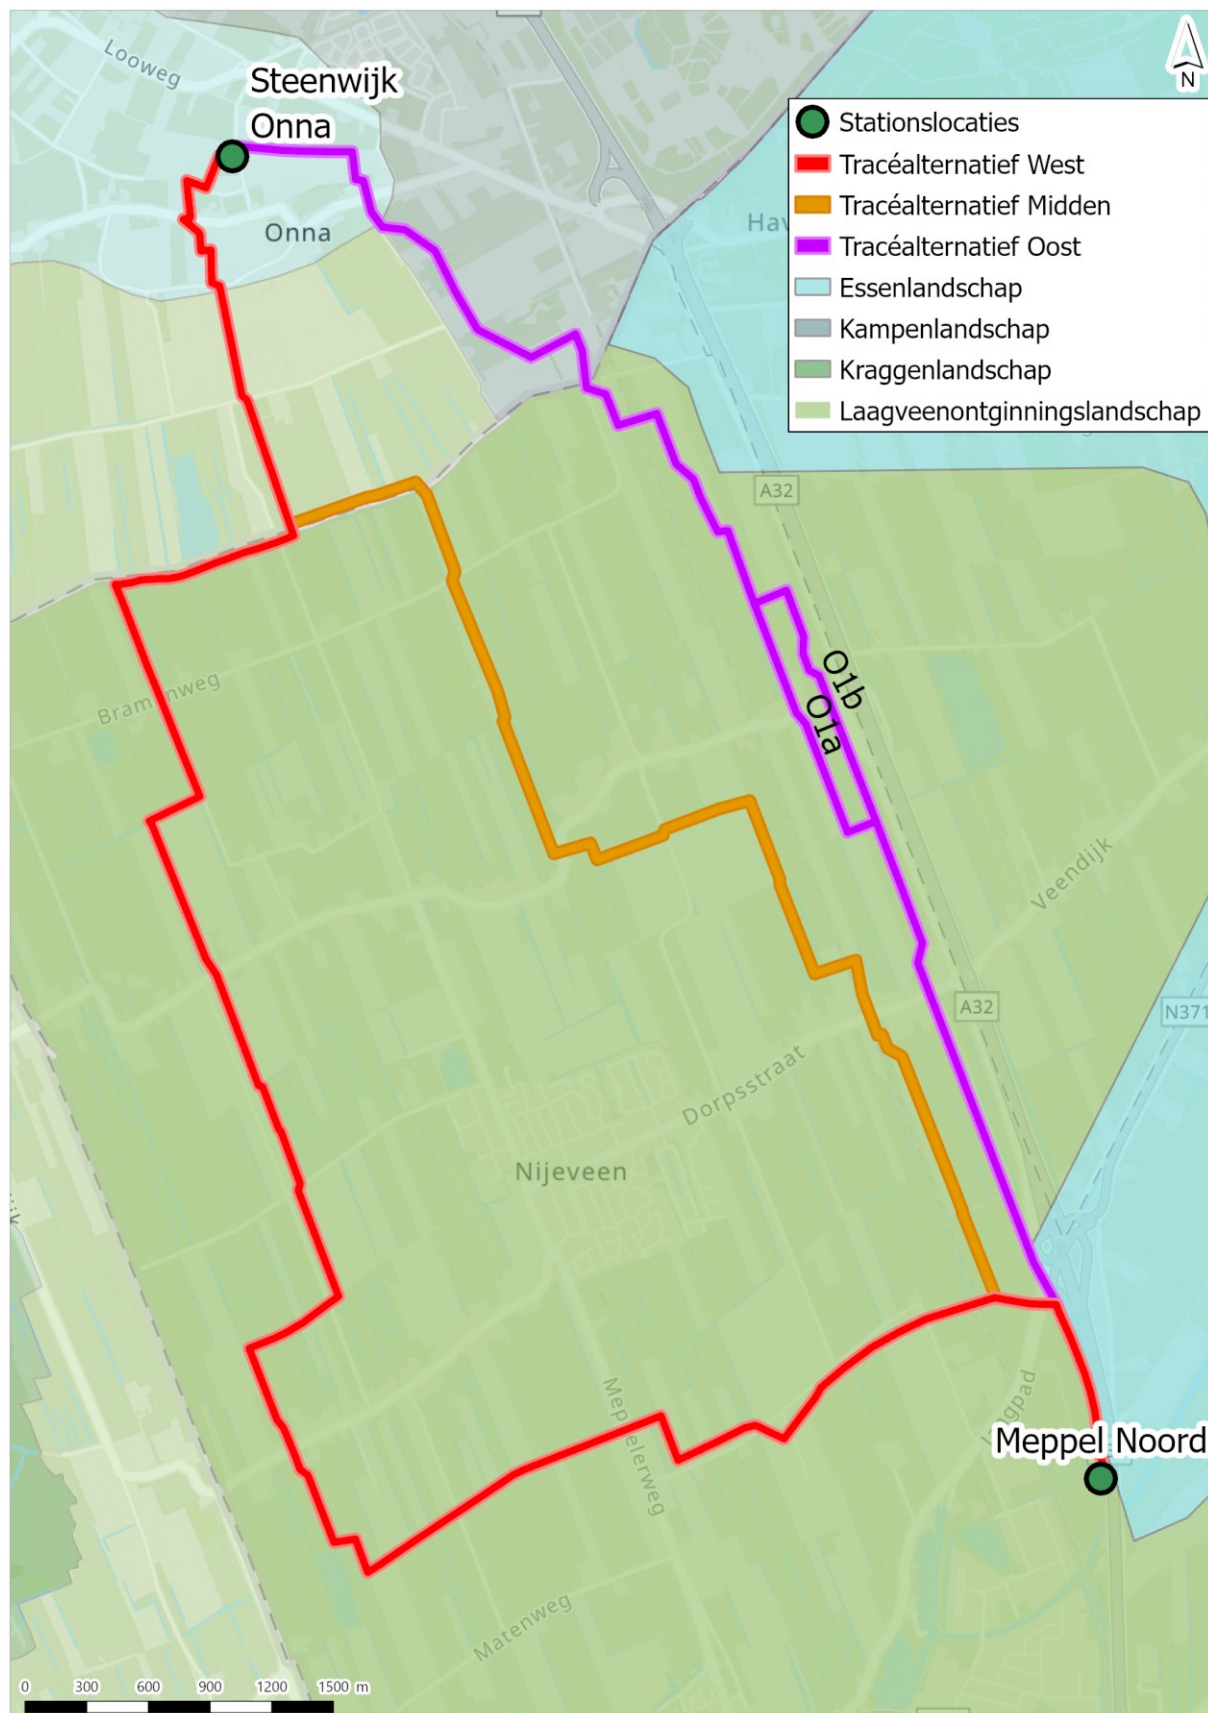 Looweg
Steenwijk
Onna
Onna
N
Stationslocaties
Tracéalternatief West
Tracéalternatief Midden
Tracéalternatief Oost
Essenlandschap
Kampenlandschap
Kraggenlandschap
Laagveenontginningslandschap
Hav
A32
O1b
O1a
Veendijk
A32
N371
Dorpsstraat
Nijeveen
Meppel Noord
Matenweg
0 300 600 900 1200 1500 m